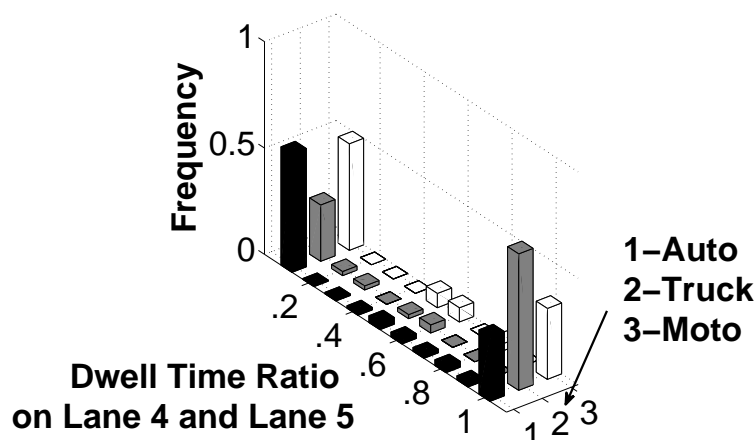 1
0.5
0
Frequency
.2
.4
.6
.8
1
Dwell Time Ratio
on Lane 4 and Lane 5
1
2
3
1–Auto
2–Truck
3–Moto